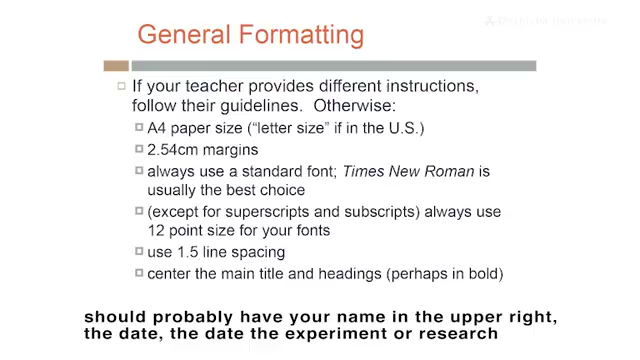 General Formatting
If your teacher provides different instructions,
follow their guidelines.  Otherwise:
A4 paper size ("letter size" if in the U.S.)
2.54cm margins
always use a standard font; Times New Roman is
usually the best choice
(except for superscripts and subscripts) always use
12 point size for your fonts
use 1.5 line spacing
center the main title and headings (perhaps in bold)
should probably have your name in the upper right,
the date, the date the experiment or research